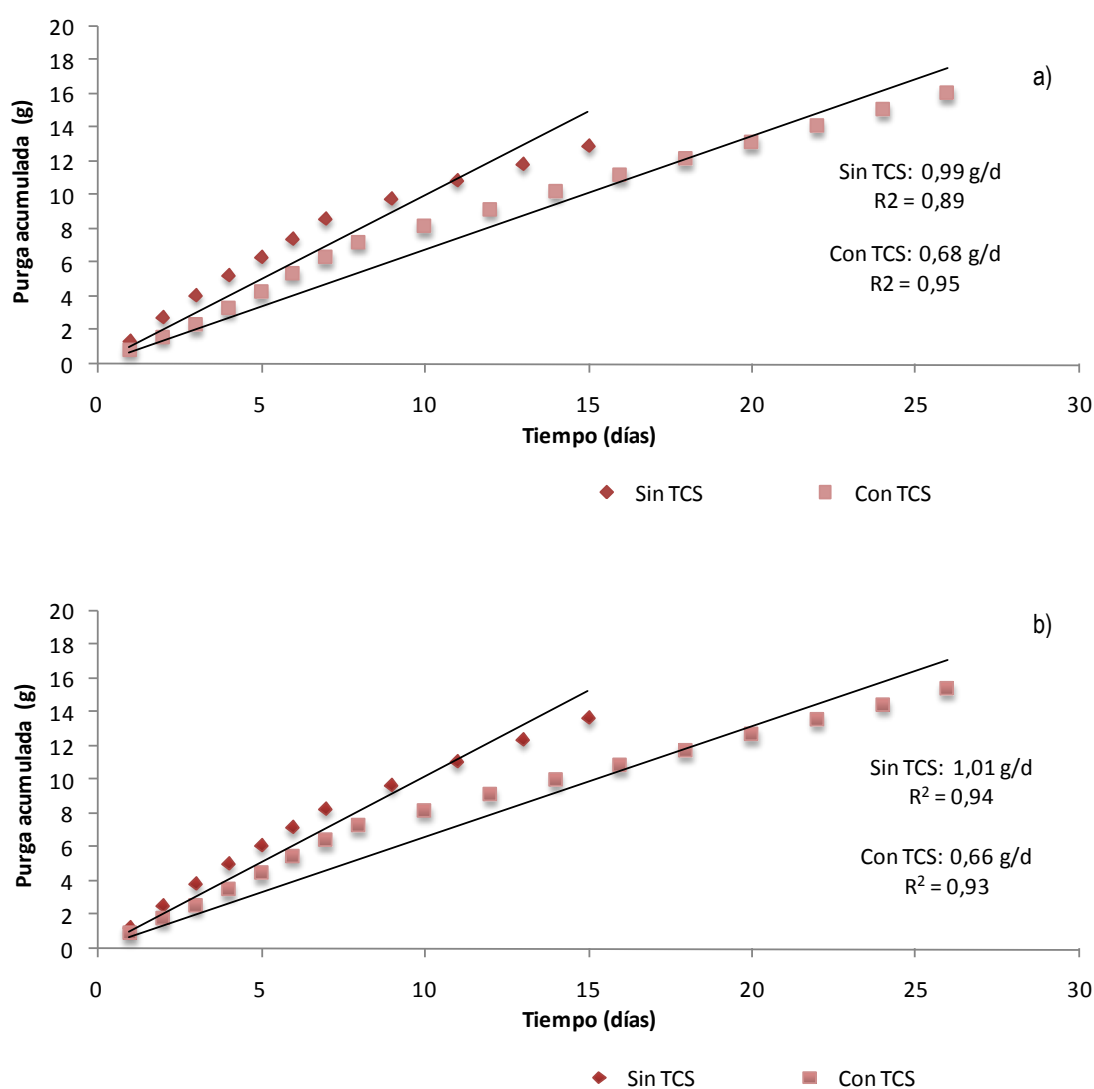 20
18
16
14
12
10
8
6
4
2
0
Purga acumulada (g)
a)
Sin TCS: 0,99 g/d
R2 = 0,89
Con TCS: 0,68 g/d
R2 = 0,95
0 5 10 15 20 25 30
Tiempo (días)
Sin TCS Con TCS
20
18
16
14
12
10
8
6
4
2
0
Purga acumulada (g)
b)
Sin TCS: 1,01 g/d
R² = 0,94
Con TCS: 0,66 g/d
R² = 0,93
0 5 10 15 20 25 30
Tiempo (días)
Sin TCS Con TCS